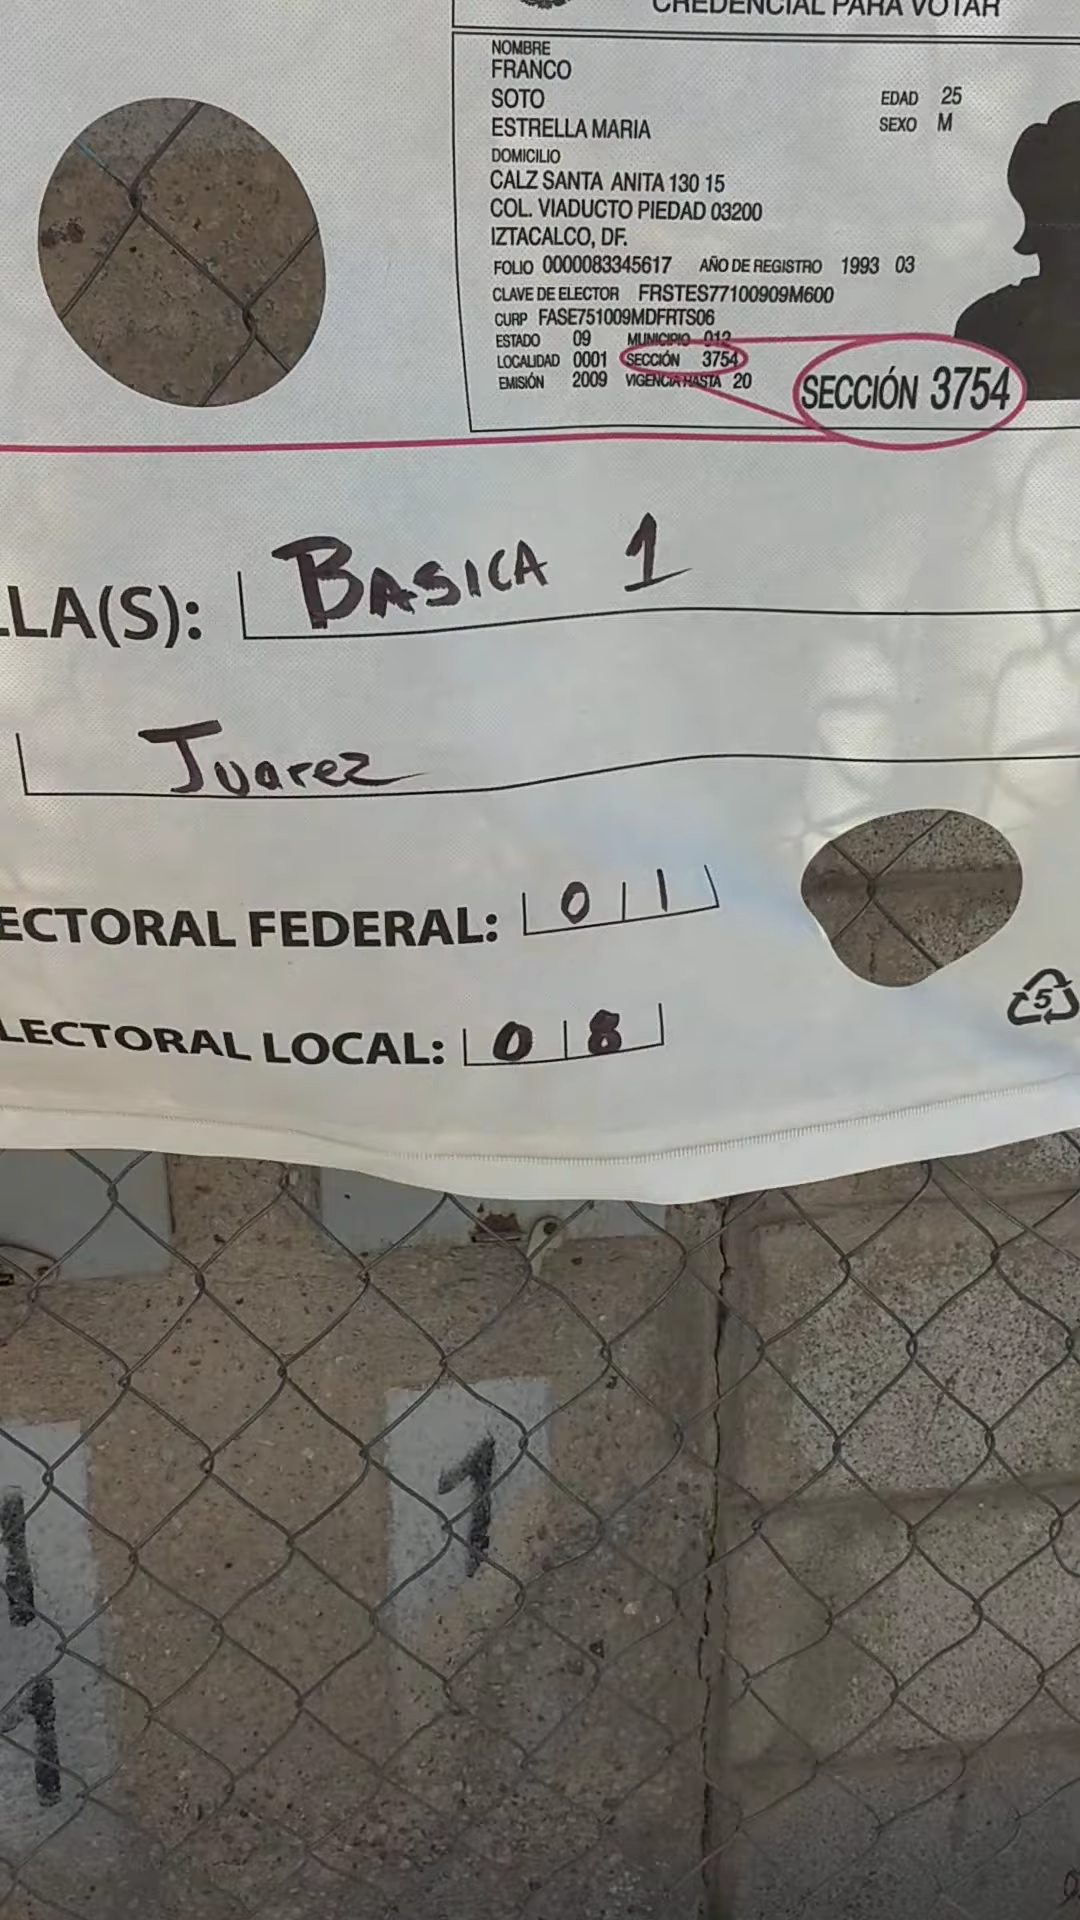 CREDENCIAL PARA VOTAR
NOMBRE
FRANCO
SOTO
ESTRELLA MARIA
EDAD 25
SEXO M
DOMICILIO
CALZ SANTA ANITA 130 15
COL. VIADUCTO PIEDAD 03200
IZTACALCO, DF.
FOLIO 0000083345617 AÑO DE REGISTRO 1993 03
CLAVE DE ELECTOR FRSTES77100909M600
CURP FASE751009MDFRTS06
ESTADO 09 MUNICIPIO 012
LOCALIDAD 0001 SECCIÓN 3754
EMISIÓN 2009 VIGENCIA HASTA 20
SECCIÓN 3754
LLA(S): BASICA 1
Juarez
ECTORAL FEDERAL: 0 1
LECTORAL LOCAL: 0 8
5
1
1
1